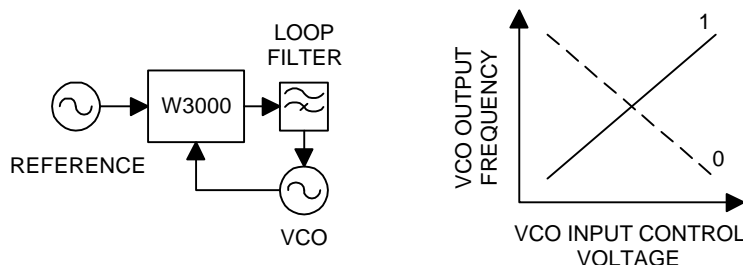 LOOP
FILTER
W3000
REFERENCE
VCO
VCO OUTPUT
FREQUENCY
1
0
VCO INPUT CONTROL
VOLTAGE